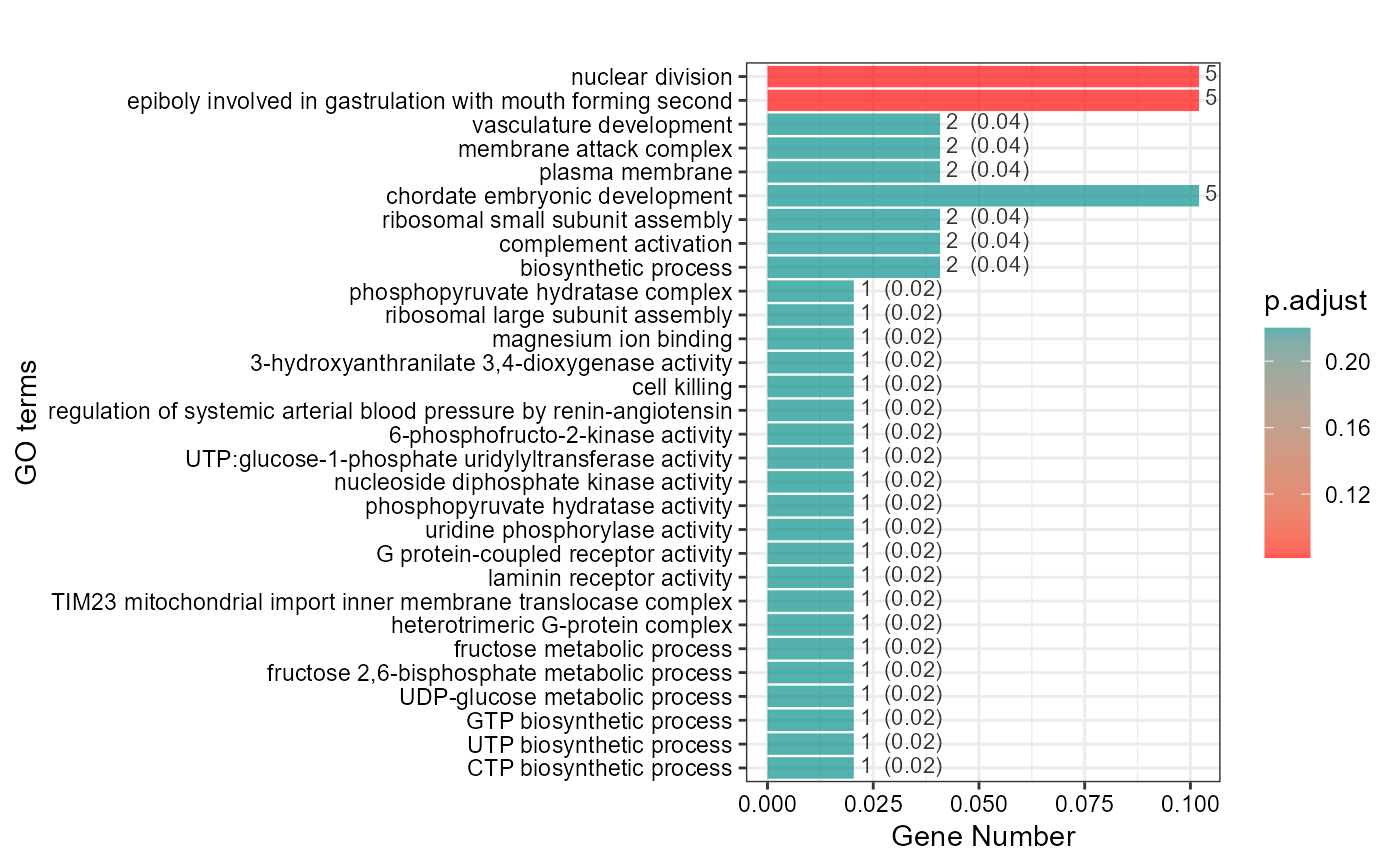 nuclear division 5
epiboly involved in gastrulation with mouth forming second 5
vasculature development 2 (0.04)
membrane attack complex 2 (0.04)
plasma membrane 2 (0.04)
chordate embryonic development 5
ribosomal small subunit assembly 2 (0.04)
complement activation 2 (0.04)
biosynthetic process 2 (0.04)
phosphopyruvate hydratase complex 1 (0.02)
ribosomal large subunit assembly 1 (0.02)
magnesium ion binding 1 (0.02)
3-hydroxyanthranilate 3,4-dioxygenase activity 1 (0.02)
cell killing 1 (0.02)
regulation of systemic arterial blood pressure by renin-angiotensin 1 (0.02)
6-phosphofructo-2-kinase activity 1 (0.02)
UTP:glucose-1-phosphate uridylyltransferase activity 1 (0.02)
nucleoside diphosphate kinase activity 1 (0.02)
phosphopyruvate hydratase activity 1 (0.02)
uridine phosphorylase activity 1 (0.02)
G protein-coupled receptor activity 1 (0.02)
laminin receptor activity 1 (0.02)
TIM23 mitochondrial import inner membrane translocase complex 1 (0.02)
heterotrimeric G-protein complex 1 (0.02)
fructose metabolic process 1 (0.02)
fructose 2,6-bisphosphate metabolic process 1 (0.02)
UDP-glucose metabolic process 1 (0.02)
GTP biosynthetic process 1 (0.02)
UTP biosynthetic process 1 (0.02)
CTP biosynthetic process 1 (0.02)
0.000 0.025 0.050 0.075 0.100
Gene Number
GO terms
p.adjust
0.20
0.16
0.12